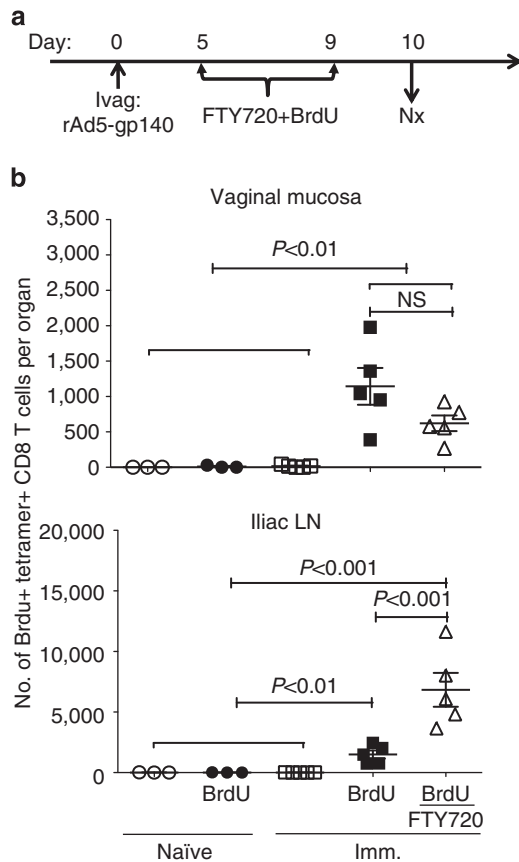 a
Day: 0 5 9 10
Ivag:
rAd5-gp140
FTY720+BrdU
Nx
b
No. of Brdu+ tetramer+ CD8 T cells per organ
Vaginal mucosa
3,500
3,000
2,500
2,000
1,500
1,000
500
0
P<0.01
NS
Iliac LN
20,000
15,000
10,000
5,000
0
P<0.001
P<0.001
P<0.01
BrdU BrdU BrdU
FTY720
Naïve Imm.